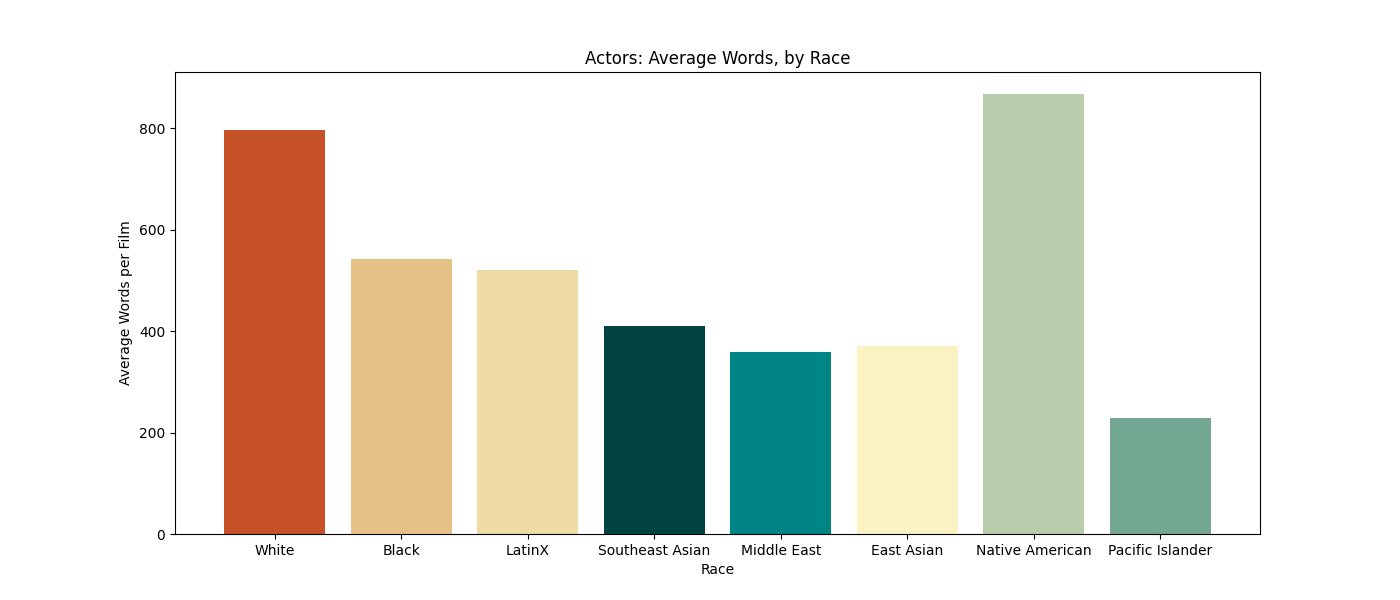 Actors: Average Words, by Race
Average Words per Film
800
600
400
200
0
White Black LatinX Southeast Asian Middle East East Asian Native American Pacific Islander
Race